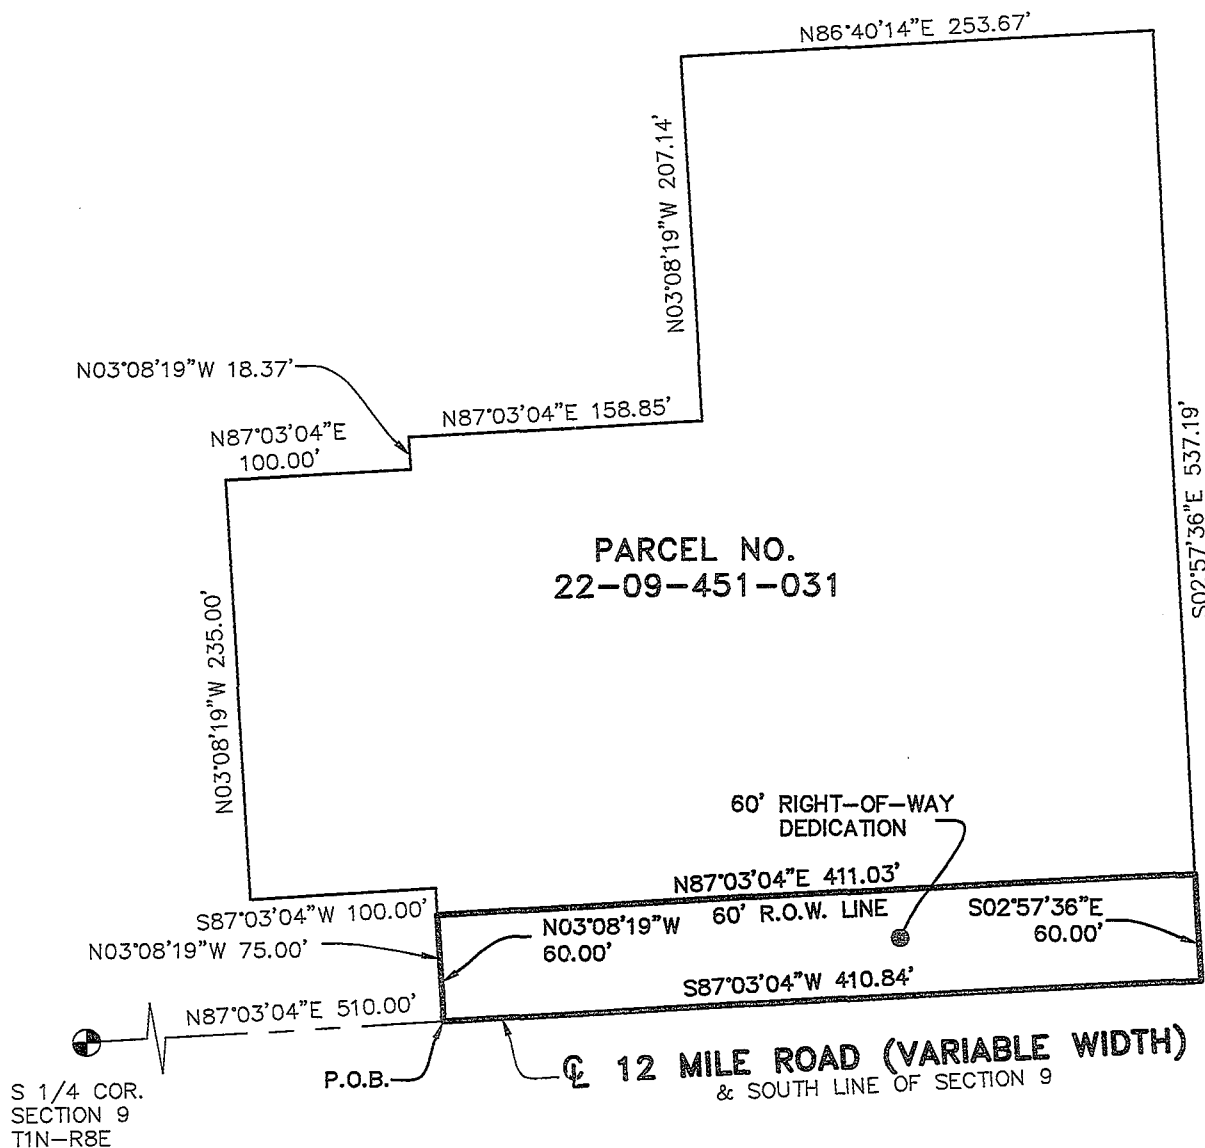 N86°40'14"E 253.67'
N03°08'19"W 207.14'
N03°08'19"W 18.37'
N87°03'04"E 158.85'
N87°03'04"E
100.00'
S02°57'36"E 537.19'
PARCEL NO.
22-09-451-031
N03°08'19"W 235.00'
60' RIGHT-OF-WAY
DEDICATION
N87°03'04"E 411.03'
S87°03'04"W 100.00'
60' R.O.W. LINE
S02°57'36"E
60.00'
N03°08'19"W
60.00'
N03°08'19"W 75.00'
S87°03'04"W 410.84'
N87°03'04"E 510.00'
P.O.B.
℄ 12 MILE ROAD (VARIABLE WIDTH)
& SOUTH LINE OF SECTION 9
S 1/4 COR.
SECTION 9
T1N-R8E